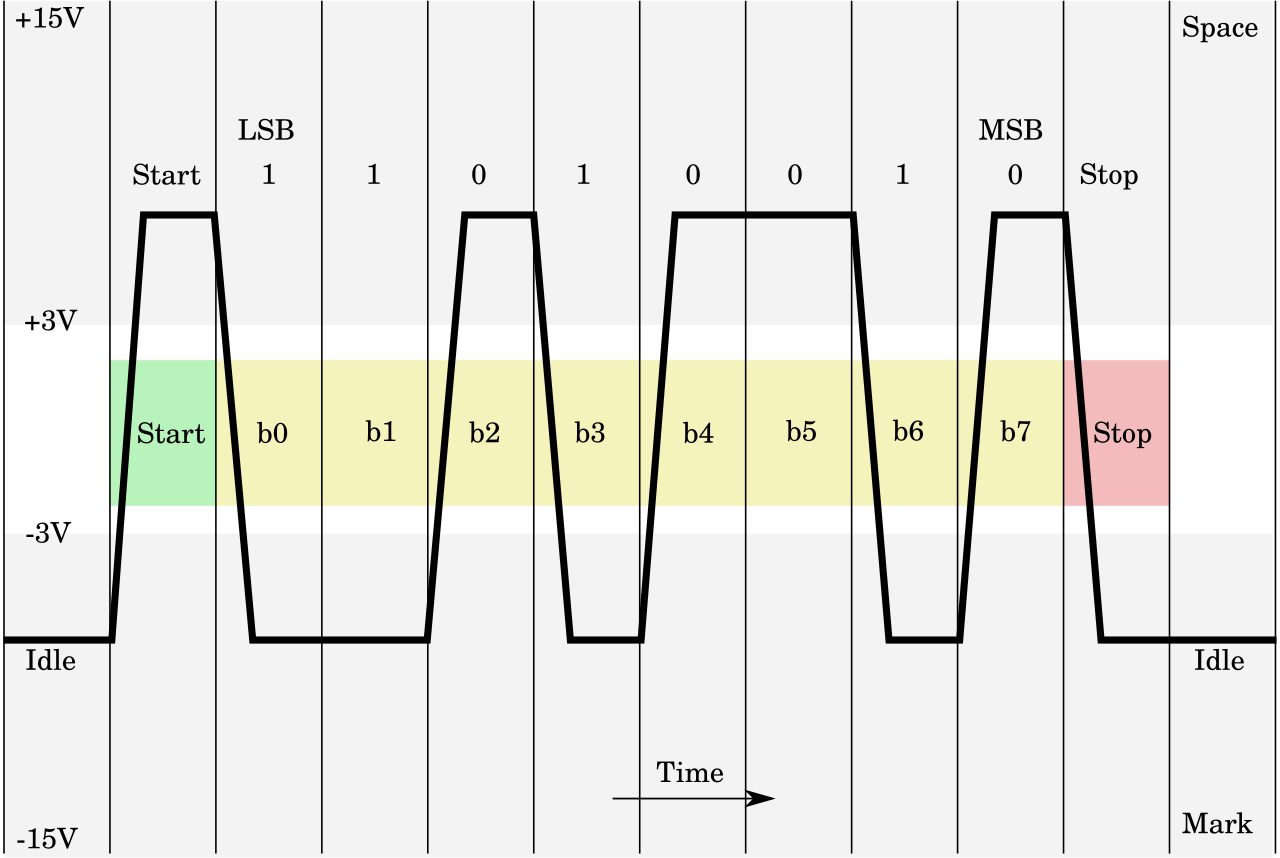 +15V
Space
LSB
MSB
Start 1 1 0 1 0 0 1 0 Stop
+3V
Start b0 b1 b2 b3 b4 b5 b6 b7 Stop
-3V
Idle
Idle
Time
-15V
Mark